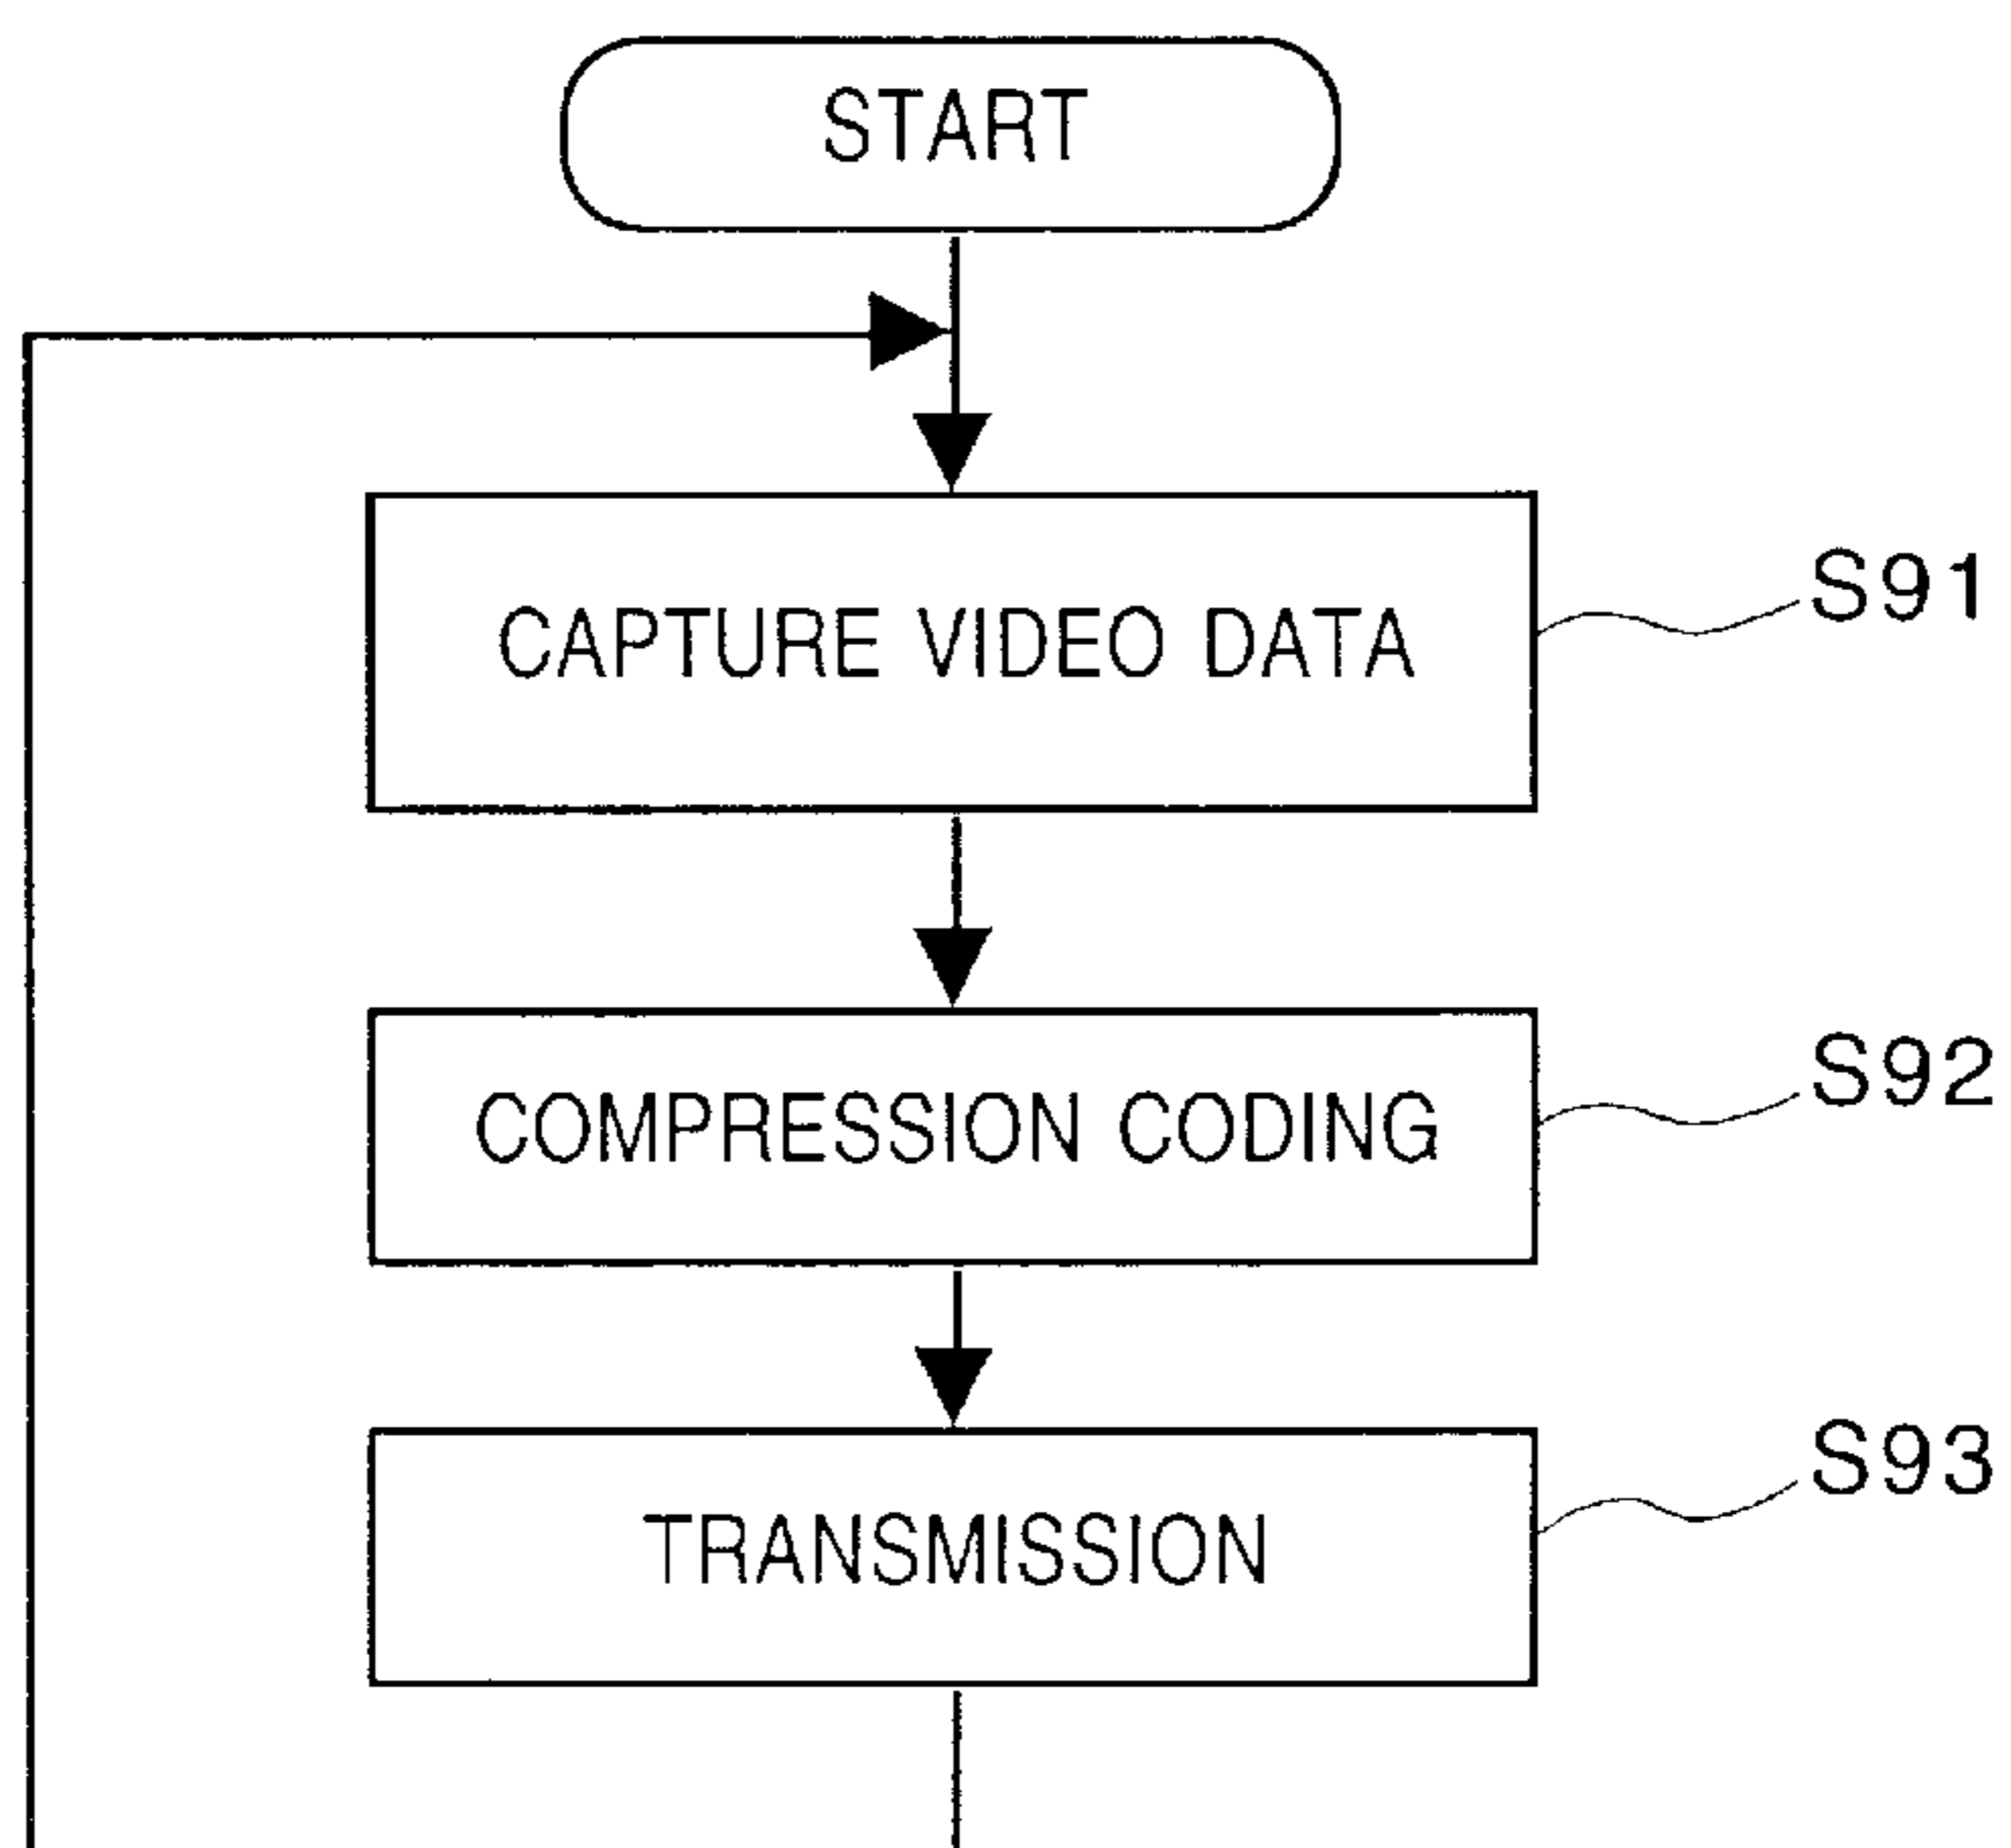 START
CAPTURE VIDEO DATA
S91
COMPRESSION CODING
S92
TRANSMISSION
S93